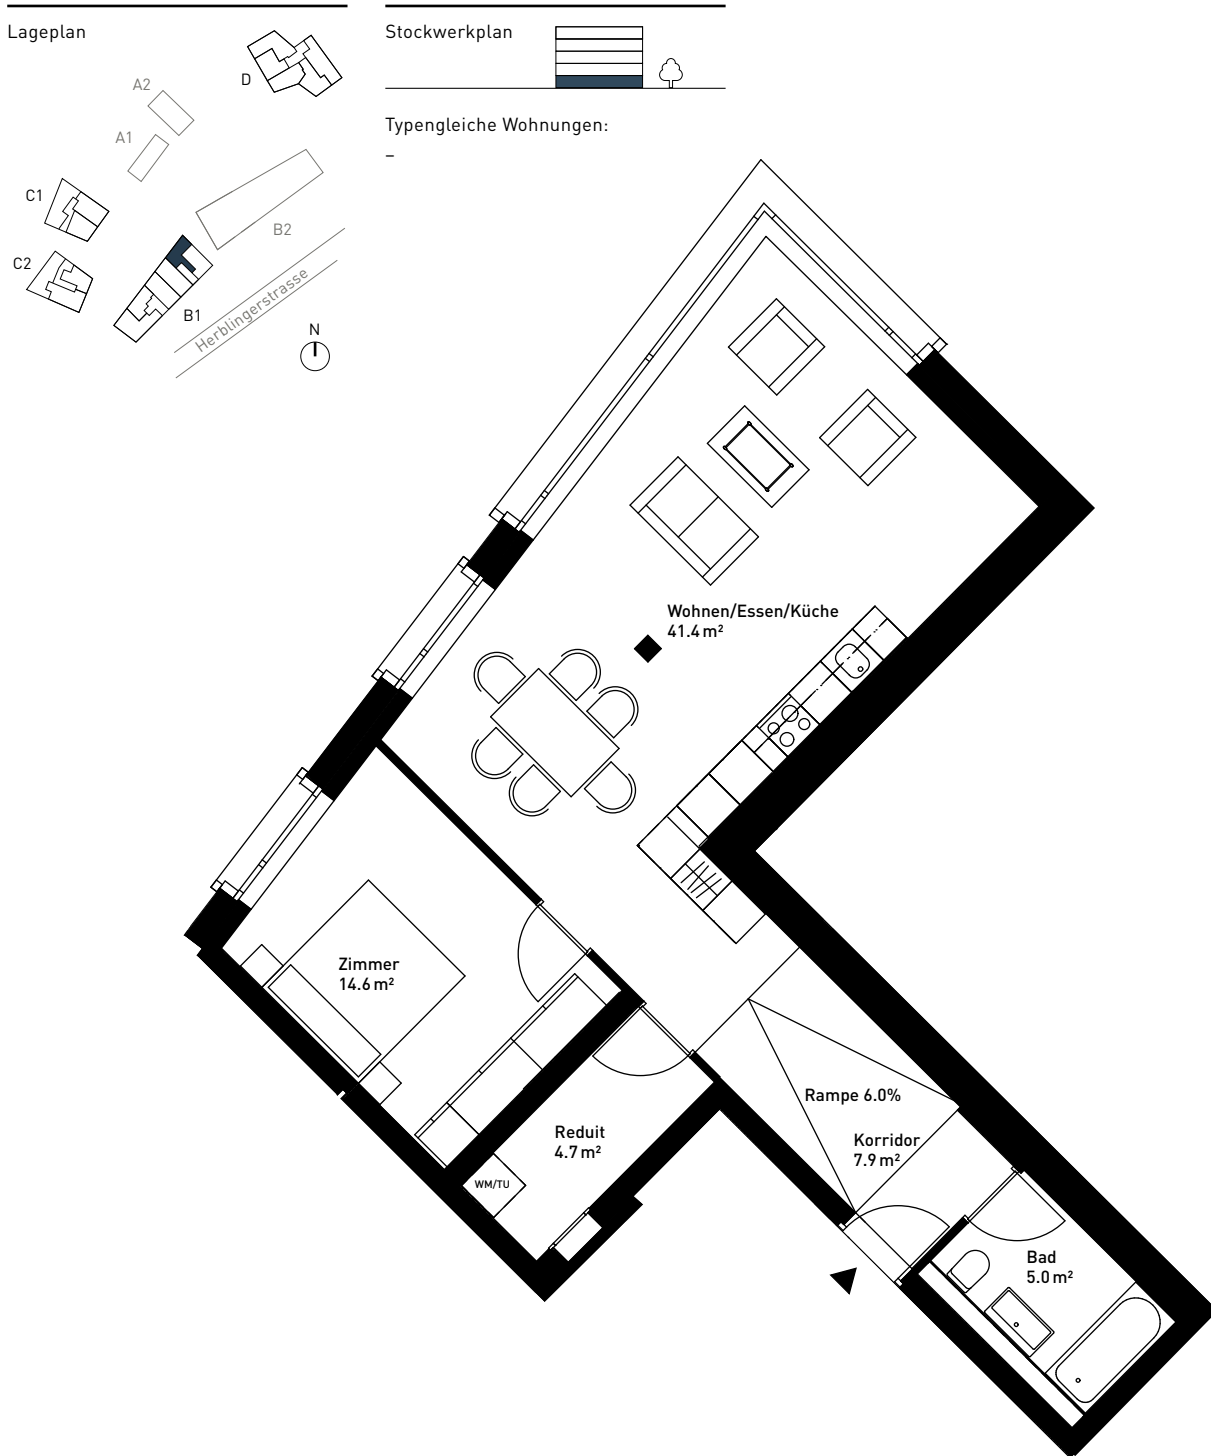 Lageplan
D
A2
A1
C1
B2
C2
B1
Herblingerstrasse
N
Stockwerkplan
Typengleiche Wohnungen:
–
Wohnen/Essen/Küche
41.4 m²
Zimmer
14.6 m²
Rampe 6.0%
Reduit
4.7 m²
Korridor
7.9 m²
WM/TU
Bad
5.0 m²